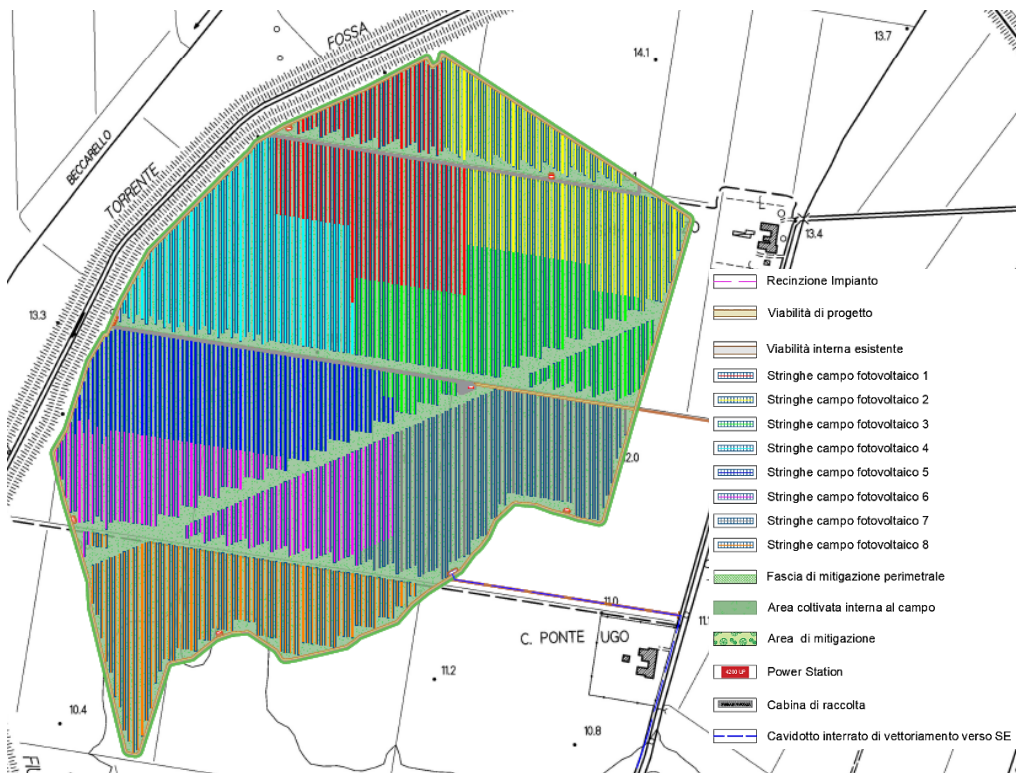 FOSSA
13.7
14.1
BECCARELLO
TORRENTE
13.4
13.3
Recinzione Impianto
Viabilità di progetto
Viabilità interna esistente
Stringhe campo fotovoltaico 1
Stringhe campo fotovoltaico 2
Stringhe campo fotovoltaico 3
Stringhe campo fotovoltaico 4
Stringhe campo fotovoltaico 5
2.0
Stringhe campo fotovoltaico 6
Stringhe campo fotovoltaico 7
Stringhe campo fotovoltaico 8
Fascia di mitigazione perimetrale
11.0
Area coltivata interna al campo
C. PONTE UGO
Area di mitigazione
11.2
Power Station
10.4
Cabina di raccolta
10.8
Cavidotto interrato di vettoriamento verso SE